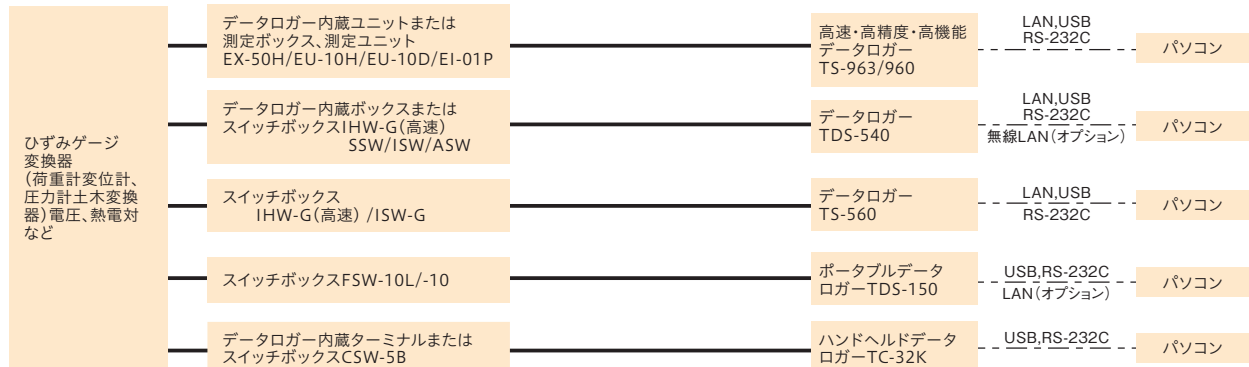 ひずみゲージ
変換器
(荷重計変位計、
圧力計土木変換
器)電圧、熱電対
など
データロガー内蔵ユニットまたは
測定ボックス、測定ユニット
EX-50H/EU-10H/EU-10D/EI-01P
高速・高精度・高機能
データロガー
TS-963/960
LAN,USB
RS-232C
パソコン
データロガー内蔵ボックスまたは
スイッチボックスIHW-G(高速)
SSW/ISW/ASW
データロガー
TDS-540
LAN,USB
RS-232C
無線LAN(オプション)
パソコン
スイッチボックス
IHW-G(高速) /ISW-G
データロガー
TS-560
LAN,USB
RS-232C
パソコン
スイッチボックスFSW-10L/-10
ポータブルデータ
ロガーTDS-150
USB,RS-232C
LAN(オプション)
パソコン
データロガー内蔵ターミナルまたは
スイッチボックスCSW-5B
ハンドヘルドデータ
ロガーTC-32K
USB,RS-232C
パソコン